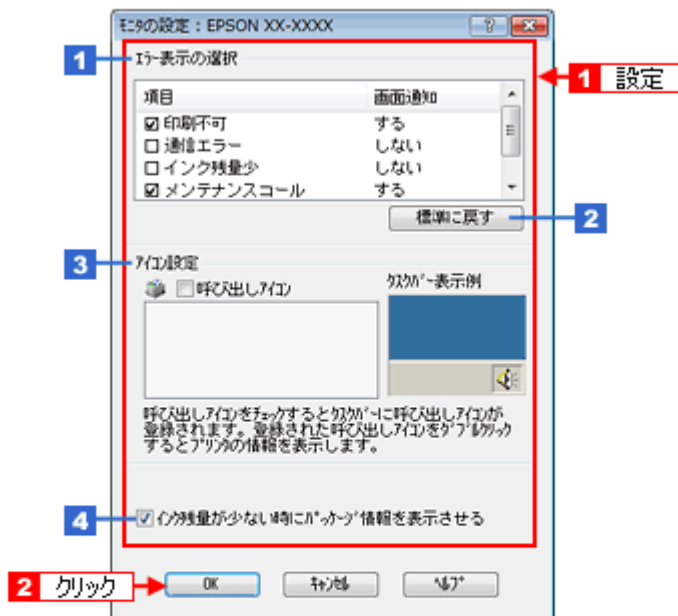 ﾓﾆﾀの設定：EPSON XX-XXXX
1 ｴﾗｰ表示の選択
1 設定
項目 画面通知
印刷不可 する
通信エラー しない
インク残量少 しない
メンテナンスコール する
標準に戻す 2
3 ｱｲｺﾝ設定
呼び出しｱｲｺﾝ ﾀｽｸﾊﾞｰ表示例
呼び出しｱｲｺﾝをﾁｪｯｸするとﾀｽｸﾊﾞｰに呼び出しｱｲｺﾝが
登録されます。登録された呼び出しｱｲｺﾝをﾀﾞﾌﾞﾙｸﾘｯｸ
するとﾌﾟﾘﾝﾀの情報を表示します。
4 ｲﾝｸ残量が少ない時にﾊﾟｯｹｰｼﾞ情報を表示させる
2 クリック OK ｷｬﾝｾﾙ ﾍﾙﾌﾟ